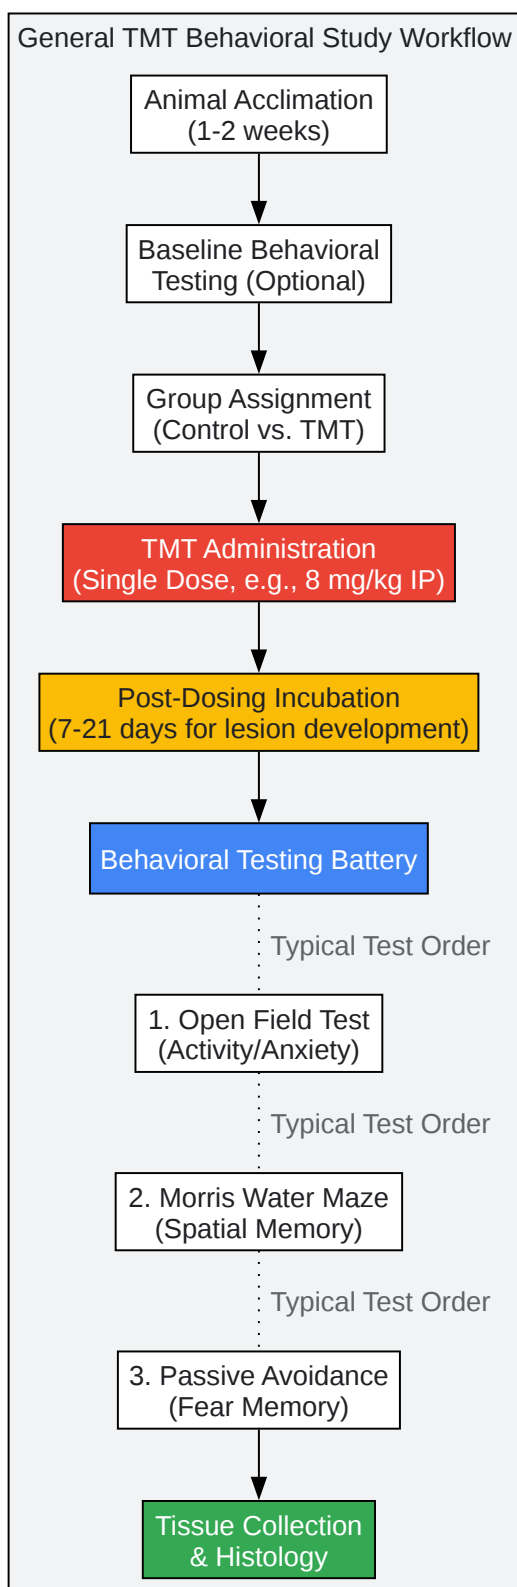 General TMT Behavioral Study Workflow
Animal Acclimation
(1-2 weeks)
Baseline Behavioral
Testing (Optional)
Group Assignment
(Control vs. TMT)
TMT Administration
(Single Dose, e.g., 8 mg/kg IP)
Post-Dosing Incubation
(7-21 days for lesion development)
Behavioral Testing Battery
Typical Test Order
1. Open Field Test
(Activity/Anxiety)
Typical Test Order
2. Morris Water Maze
(Spatial Memory)
Typical Test Order
3. Passive Avoidance
(Fear Memory)
Tissue Collection
& Histology